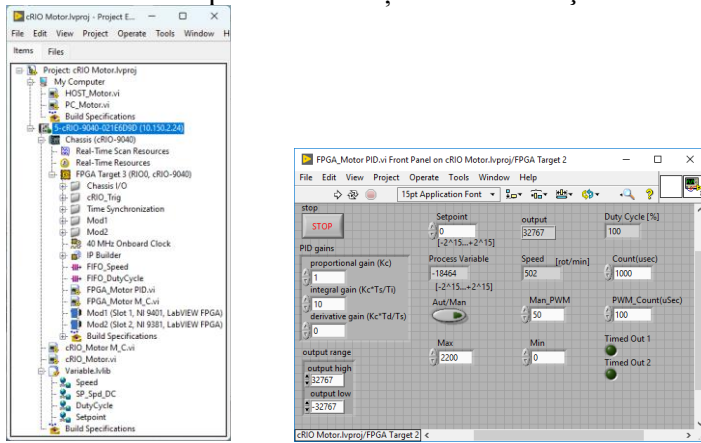 cRIO Motor.lvproj - Project E...
File Edit View Project Operate Tools Window H
Items Files
Project: cRIO Motor.lvproj
My Computer
HOST_Motor.vi
PC_Motor.vi
Build Specifications
5-cRIO-9040-021E6D9D (10.150.2.24)
Chassis (cRIO-9040)
Real-Time Scan Resources
Real-Time Resources
FPGA Target 3 (RIO0, cRIO-9040)
Chassis I/O
cRIO_Trig
Time Synchronization
Mod1
Mod2
40 MHz Onboard Clock
IP Builder
FIFO_Speed
FIFO_DutyCycle
FPGA_Motor PID.vi
FPGA_Motor M_C.vi
Mod1 (Slot 1, NI 9401, LabVIEW FPGA)
Mod2 (Slot 2, NI 9381, LabVIEW FPGA)
Build Specifications
cRIO_Motor M_C.vi
cRIO_Motor.vi
Variable.lvlib
Speed
SP_Spd_DC
DutyCycle
Setpoint
Build Specifications
FPGA_Motor PID.vi Front Panel on cRIO Motor.lvproj/FPGA Target 2
File Edit View Project Operate Tools Window Help
15pt Application Font
stop
STOP
Setpoint
0
[-2^15...+2^15]
output
32767
Duty Cycle [%]
100
PID gains
proportional gain (Kc)
1
integral gain (Kc*Ts/Ti)
10
derivative gain (Kc*Td/Ts)
0
Process Variable
-18464
[-2^15...+2^15]
Speed [rot/min]
502
Count(usec)
1000
Aut/Man
Man_PWM
50
PWM_Count(uSec)
100
output range
output high
32767
output low
-32767
Max
2200
Min
0
Timed Out 1
Timed Out 2
cRIO Motor.lvproj/FPGA Target 2